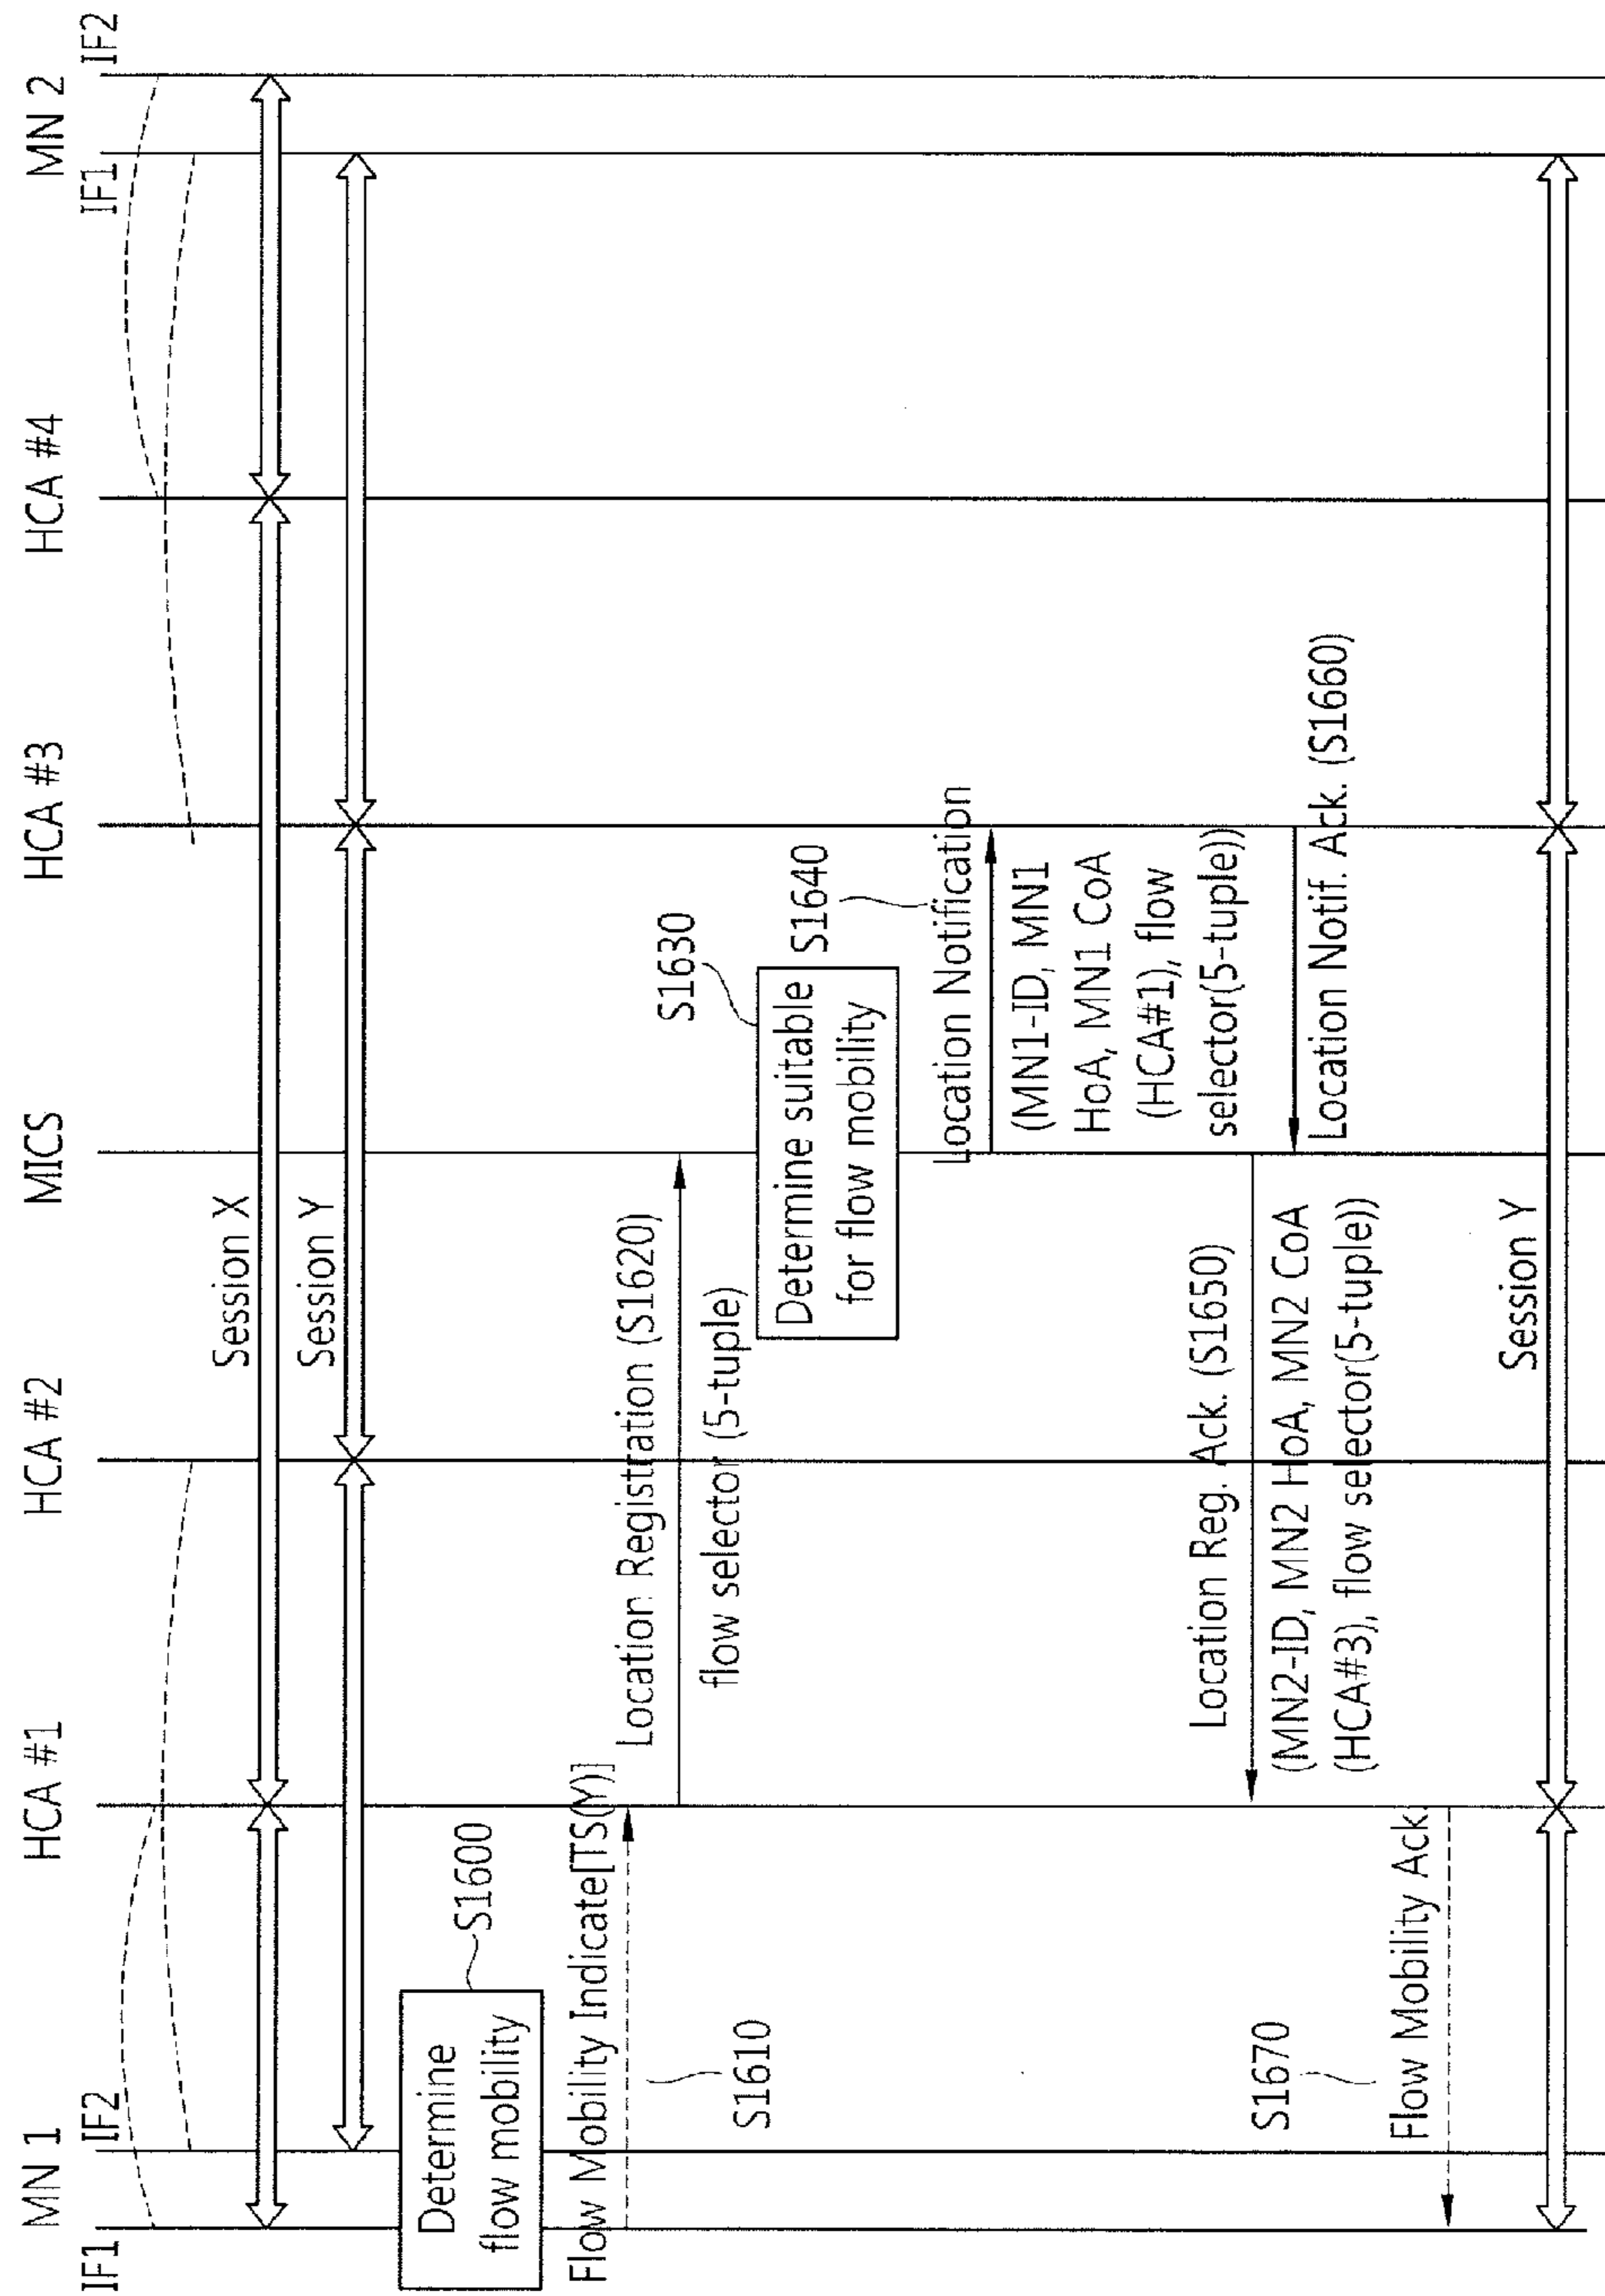 MN 1
HCA #1
HCA #2
MICS
HCA #3
HCA #4
MN 2
IF1
IF2
IF1
IF2
Session X
Session Y
Determine
flow mobility
S1600
Flow Mobility Indicate[TS(Y)]
S1610
Location Registration (S1620)
flow selector (5-tuple)
S1630
Determine suitable
for flow mobility
S1640
Location Notification
(MN1-ID, MN1
HoA, MN1 CoA
(HCA#1), flow
selector(5-tuple))
Location Reg. Ack. (S1650)
(MN2-ID, MN2 HoA, MN2 CoA
(HCA#3), flow selector(5-tuple))
Location Notif. Ack. (S1660)
S1670
Flow Mobility Ack.
Session Y